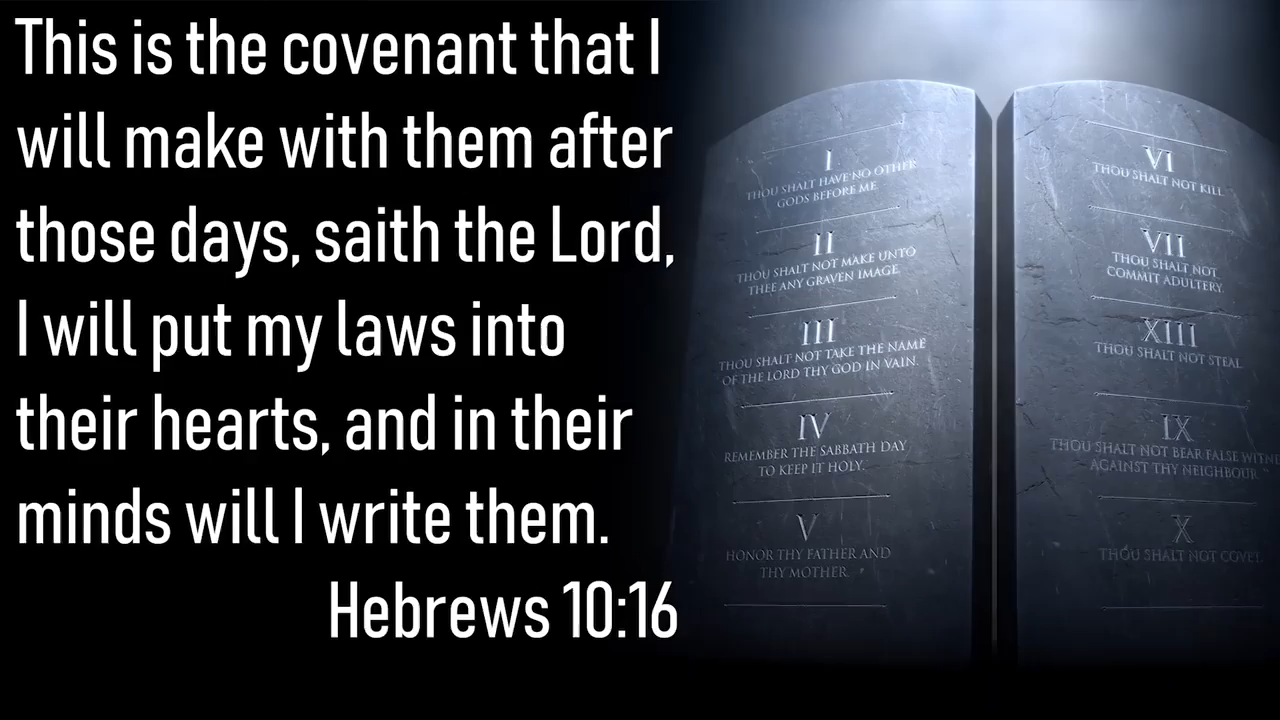 This is the covenant that I
will make with them after
those days, saith the Lord,
I will put my laws into
their hearts, and in their
minds will I write them.
Hebrews 10:16
I
THOU SHALT HAVE NO OTHER
GODS BEFORE ME
II
THOU SHALT NOT MAKE UNTO
THEE ANY GRAVEN IMAGE
III
THOU SHALT NOT TAKE THE NAME
OF THE LORD THY GOD IN VAIN.
IV
REMEMBER THE SABBATH DAY
TO KEEP IT HOLY.
V
HONOR THY FATHER AND
THY MOTHER.
VI
THOU SHALT NOT KILL
VII
THOU SHALT NOT
COMMIT ADULTERY.
XIII
THOU SHALT NOT STEAL.
IX
THOU SHALT NOT BEAR FALSE WITNE
AGAINST THY NEIGHBOUR
X
THOU SHALT NOT COVET.